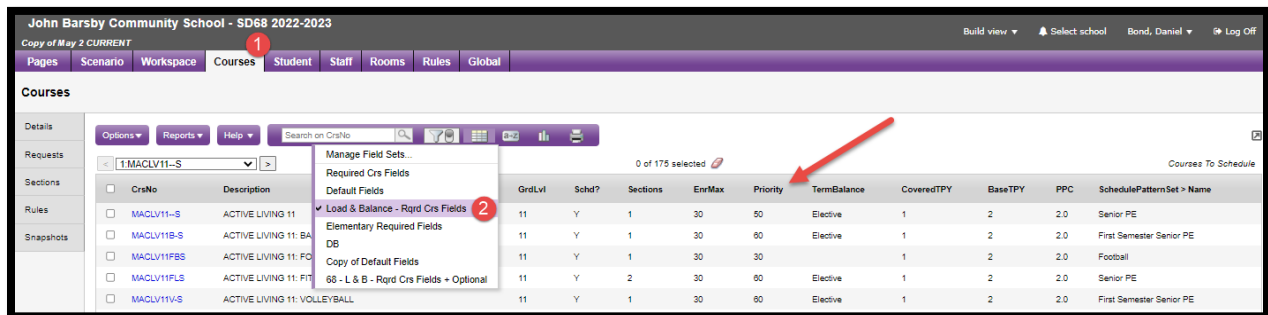 John Barsby Community School - SD68 2022-2023
Build view Select school Bond, Daniel Log Off
Copy of May 2 CURRENT
1
Pages Scenario Workspace Courses Student Staff Rooms Rules Global
Courses
Details
Requests
Sections
Rules
Snapshots
Options Reports Help Search on CrsNo
1:MACLV11--S
0 of 175 selected
Courses To Schedule
Manage Field Sets...
Required Crs Fields
Default Fields
Load & Balance - Rqrd Crs Fields 2
Elementary Required Fields
DB
Copy of Default Fields
68 - L & B - Rqrd Crs Fields + Optional
CrsNo Description GrdLvl Schd? Sections EnrMax Priority TermBalance CoveredTPY BaseTPY PPC SchedulePatternSet > Name
MACLV11--S ACTIVE LIVING 11 11 Y 1 30 50 Elective 1 2 2.0 Senior PE
MACLV11B-S ACTIVE LIVING 11: BA 11 Y 1 30 60 Elective 1 2 2.0 First Semester Senior PE
MACLV11FBS ACTIVE LIVING 11: FO 11 Y 1 30 30 1 2 2.0 Football
MACLV11FLS ACTIVE LIVING 11: FIT 11 Y 2 30 60 Elective 1 2 2.0 Senior PE
MACLV11V-S ACTIVE LIVING 11: VOLLEYBALL 11 Y 1 30 60 Elective 1 2 2.0 First Semester Senior PE